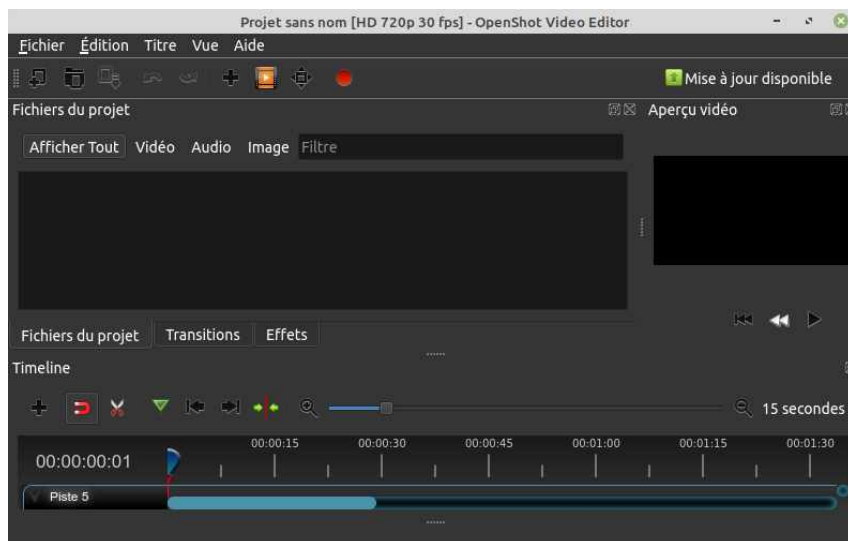 Projet sans nom [HD 720p 30 fps] - OpenShot Video Editor
Fichier Édition Titre Vue Aide
Mise à jour disponible
Fichiers du projet Aperçu vidéo
Afficher Tout Vidéo Audio Image Filtre
Fichiers du projet Transitions Effets
Timeline
15 secondes
00:00:15 00:00:30 00:00:45 00:01:00 00:01:15 00:01:30
00:00:00:01
Piste 5